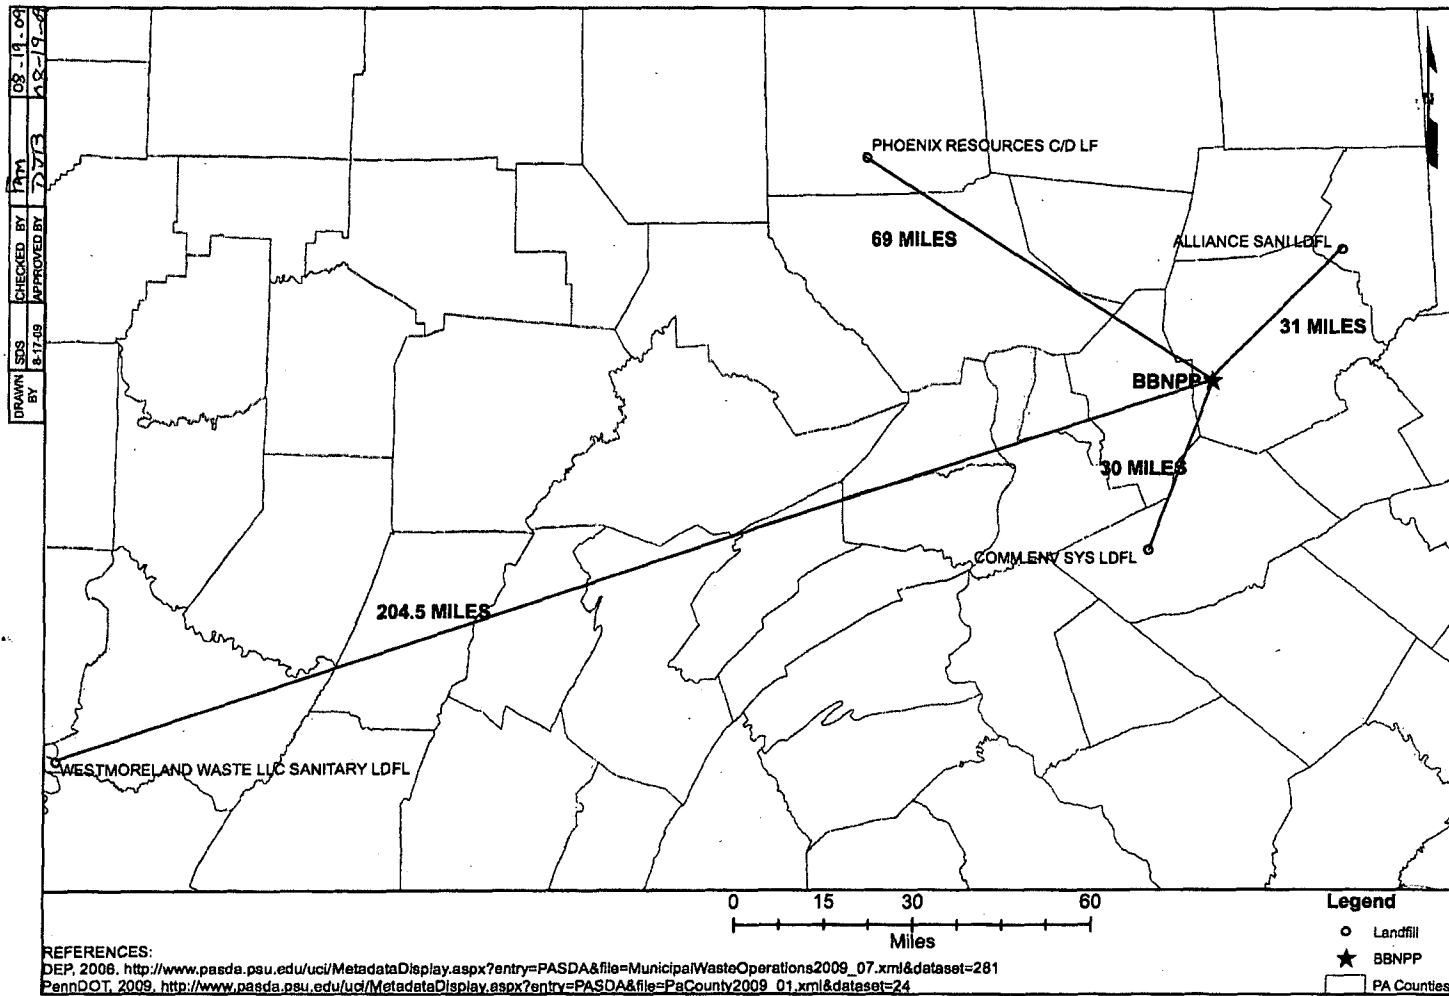 DRAWN BY
SDS
8-17-09
CHECKED BY
APPROVED BY
DJB
08-19-09
08-19-09
PHOENIX RESOURCES C/D LF
69 MILES
ALLIANCE SANI LDFL
31 MILES
BBNPP
30 MILES
COMM ENV SYS LDFL
204.5 MILES
WESTMORELAND WASTE LLC SANITARY LDFL
0 15 30 60
Miles
Legend
Landfill
BBNPP
PA Counties
REFERENCES:
DEP, 2006. http://www.pasda.psu.edu/uci/MetadataDisplay.aspx?entry=PASDA&file=MunicipalWasteOperations2009_07.xml&dataset=281
PennDOT, 2009, http://www.pasda.psu.edu/uci/MetadataDisplay.aspx?entry=PASDA&file=PaCounty2009_01.xml&dataset=24